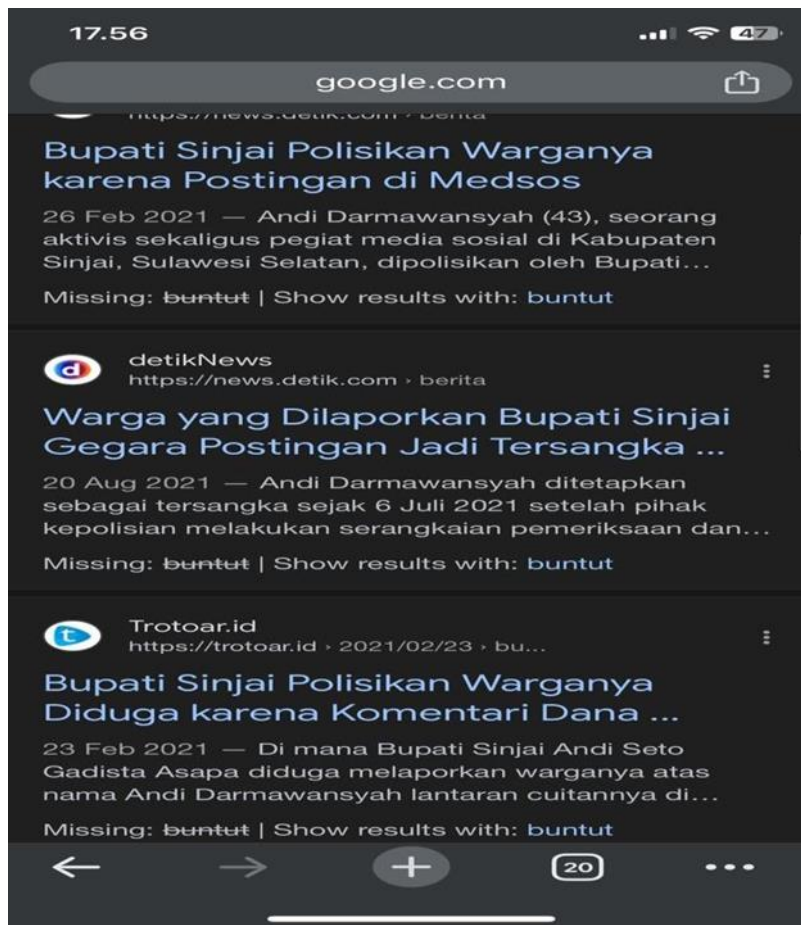 17.56
47
google.com
https://news.detik.com › berita
Bupati Sinjai Polisikan Warganya
karena Postingan di Medsos
26 Feb 2021 — Andi Darmawansyah (43), seorang
aktivis sekaligus pegiat media sosial di Kabupaten
Sinjai, Sulawesi Selatan, dipolisikan oleh Bupati...
Missing: buntut | Show results with: buntut
detikNews
https://news.detik.com › berita
Warga yang Dilaporkan Bupati Sinjai
Gegara Postingan Jadi Tersangka ...
20 Aug 2021 — Andi Darmawansyah ditetapkan
sebagai tersangka sejak 6 Juli 2021 setelah pihak
kepolisian melakukan serangkaian pemeriksaan dan...
Missing: buntut | Show results with: buntut
Trotoar.id
https://trotoar.id › 2021/02/23 › bu...
Bupati Sinjai Polisikan Warganya
Diduga karena Komentari Dana ...
23 Feb 2021 — Di mana Bupati Sinjai Andi Seto
Gadista Asapa diduga melaporkan warganya atas
nama Andi Darmawansyah lantaran cuitannya di...
Missing: buntut | Show results with: buntut
20